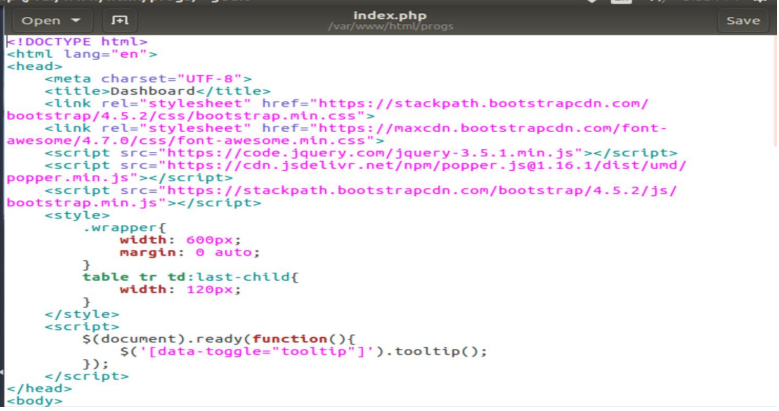 Open
index.php
/var/www/html/progs
Save
<!DOCTYPE html>
<html lang="en">
<head>
    <meta charset="UTF-8">
    <title>Dashboard</title>
    <link rel="stylesheet" href="https://stackpath.bootstrapcdn.com/
bootstrap/4.5.2/css/bootstrap.min.css">
    <link rel="stylesheet" href="https://maxcdn.bootstrapcdn.com/font-
awesome/4.7.0/css/font-awesome.min.css">
    <script src="https://code.jquery.com/jquery-3.5.1.min.js"></script>
    <script src="https://cdn.jsdelivr.net/npm/popper.js@1.16.1/dist/umd/
popper.min.js"></script>
    <script src="https://stackpath.bootstrapcdn.com/bootstrap/4.5.2/js/
bootstrap.min.js"></script>
    <style>
        .wrapper{
            width: 600px;
            margin: 0 auto;
        }
        table tr td:last-child{
            width: 120px;
        }
    </style>
    <script>
        $(document).ready(function(){
            $('[data-toggle="tooltip"]').tooltip();
        });
    </script>
</head>
<body>